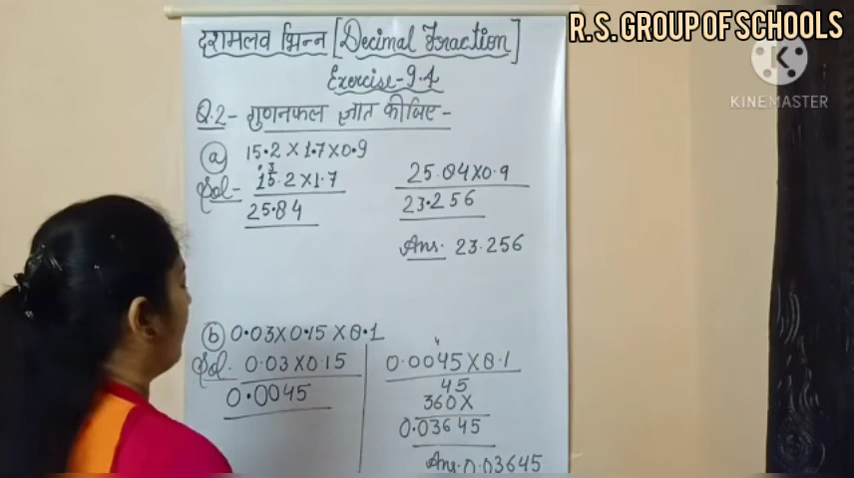 R.S. GROUP OF SCHOOLS
KINEMASTER
दशमलव भिन्न [Decimal Fraction]
Exercise-9.4
Q.2- गुणनफल ज्ञात कीजिए-
(a) 15.2 X 1.7 X 0.9
Sol- 15.2 X 1.7
25.84
25.84 X 0.9
23.256
Ans. 23.256
(b) 0.03 X 0.15 X 8.1
Sol. 0.03 X 0.15
0.0045
0.0045 X 8.1
45
360X
0.03645
Ans. 0.03645